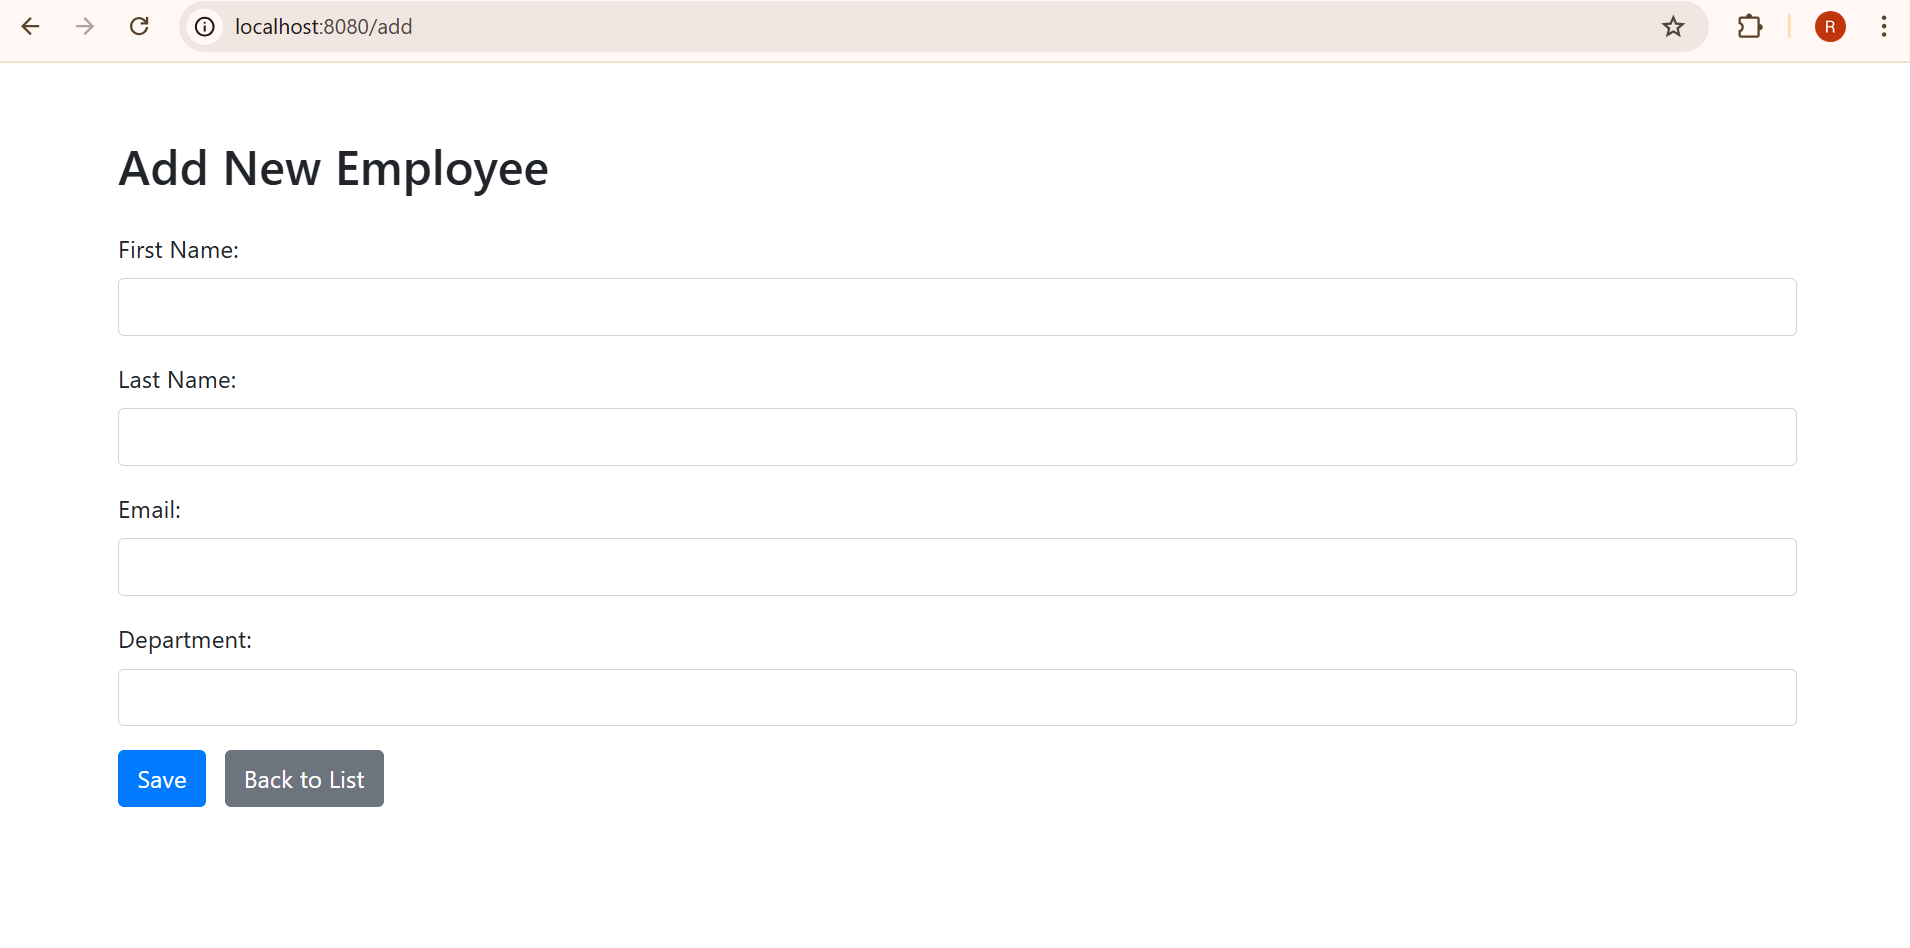 localhost:8080/add
R
Add New Employee
First Name:
Last Name:
Email:
Department:
Save Back to List